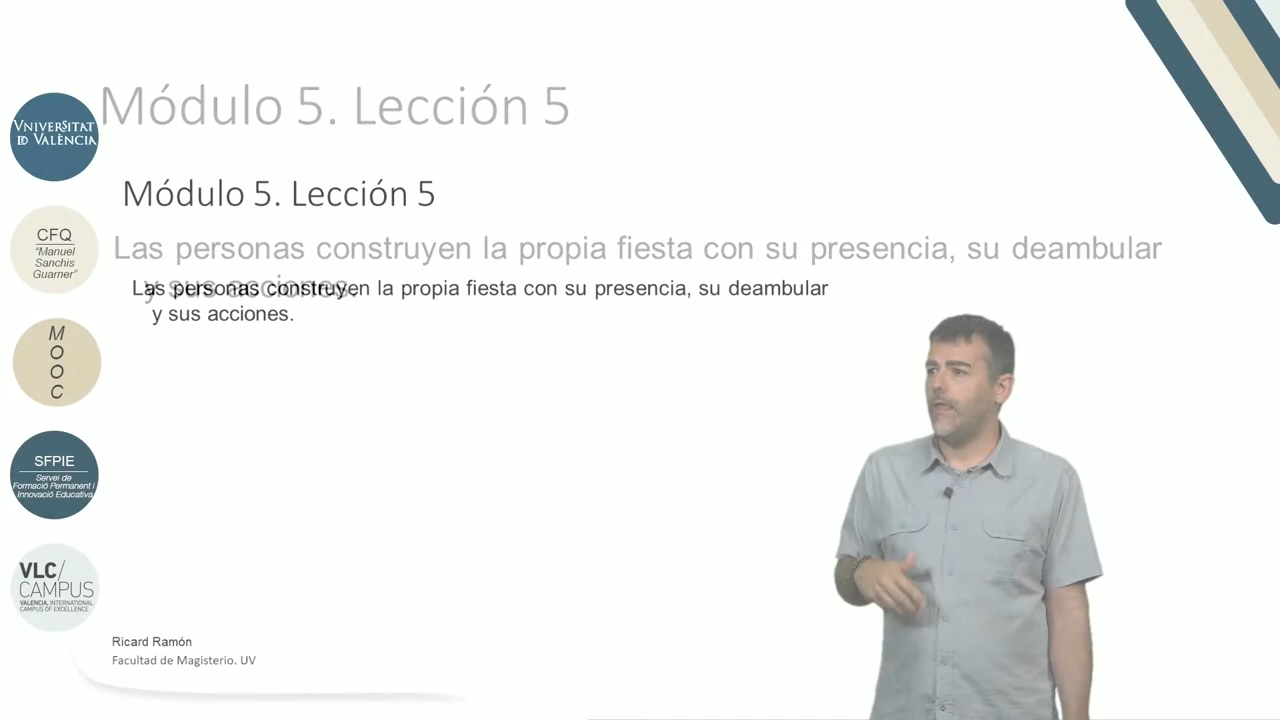 Módulo 5. Lección 5
VNIVERSITAT
ID VALÈNCIA
Módulo 5. Lección 5
CFQ
"Manuel
Sanchis
Guarner"
Las personas construyen la propia fiesta con su presencia, su deambular
y sus acciones.
Las personas construyen la propia fiesta con su presencia, su deambular
y sus acciones.
M
O
O
C
SFPIE
Servei de
Formació Permanent i
Innovació Educativa
VLC/
CAMPUS
VALENCIA, INTERNATIONAL
CAMPUS OF EXCELLENCE
Ricard Ramón
Facultad de Magisterio. UV